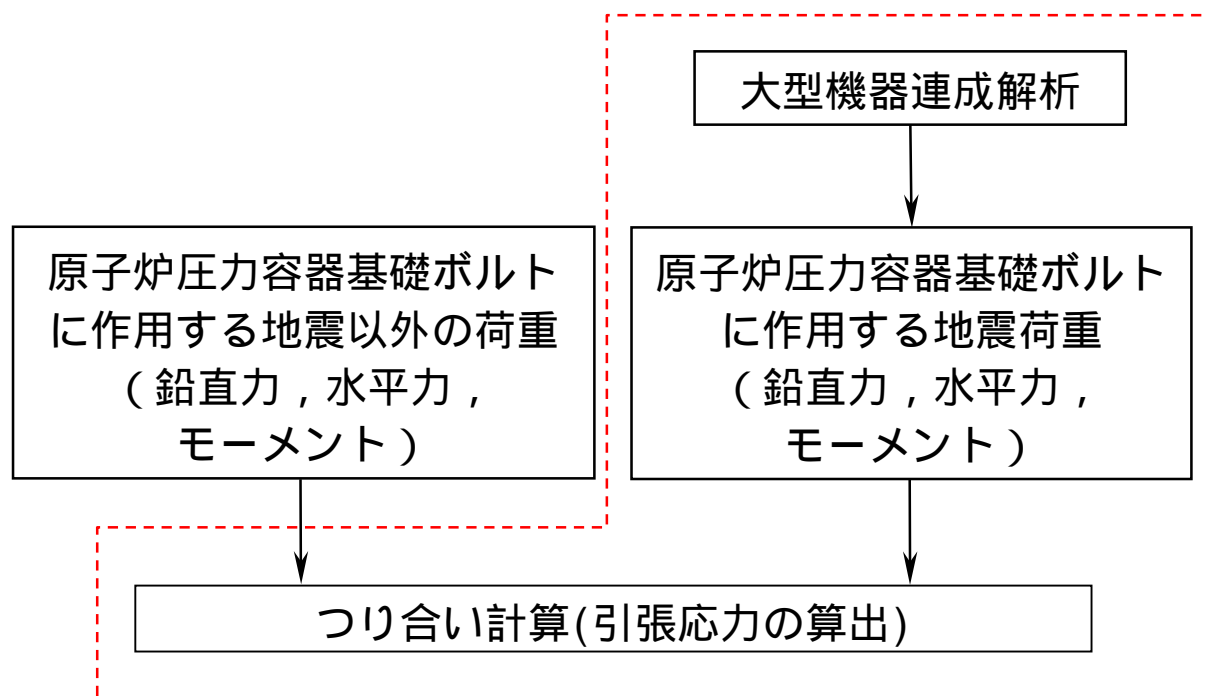 大型機器連成解析
原子炉圧力容器基礎ボルト
に作用する地震以外の荷重
（鉛直力，水平力，
モーメント）
原子炉圧力容器基礎ボルト
に作用する地震荷重
（鉛直力，水平力，
モーメント）
つり合い計算(引張応力の算出)